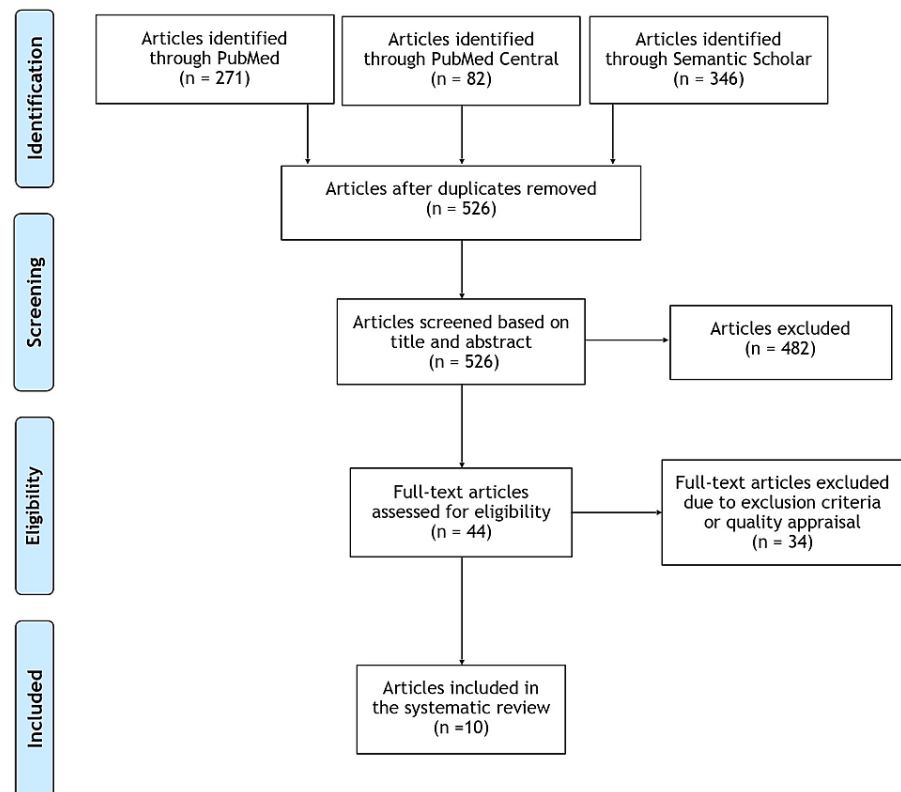 Identification
Articles identified
through PubMed
(n = 271)
Articles identified
through PubMed Central
(n = 82)
Articles identified
through Semantic Scholar
(n = 346)
Articles after duplicates removed
(n = 526)
Screening
Articles screened based on
title and abstract
(n = 526)
Articles excluded
(n = 482)
Eligibility
Full-text articles
assessed for eligibility
(n = 44)
Full-text articles excluded
due to exclusion criteria
or quality appraisal
(n = 34)
Included
Articles included in
the systematic review
(n =10)